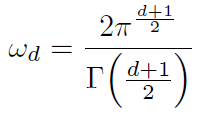 ω_d = \frac{2π^{\frac{d+1}{2}}}{Γ\left(\frac{d+1}{2}\right)}